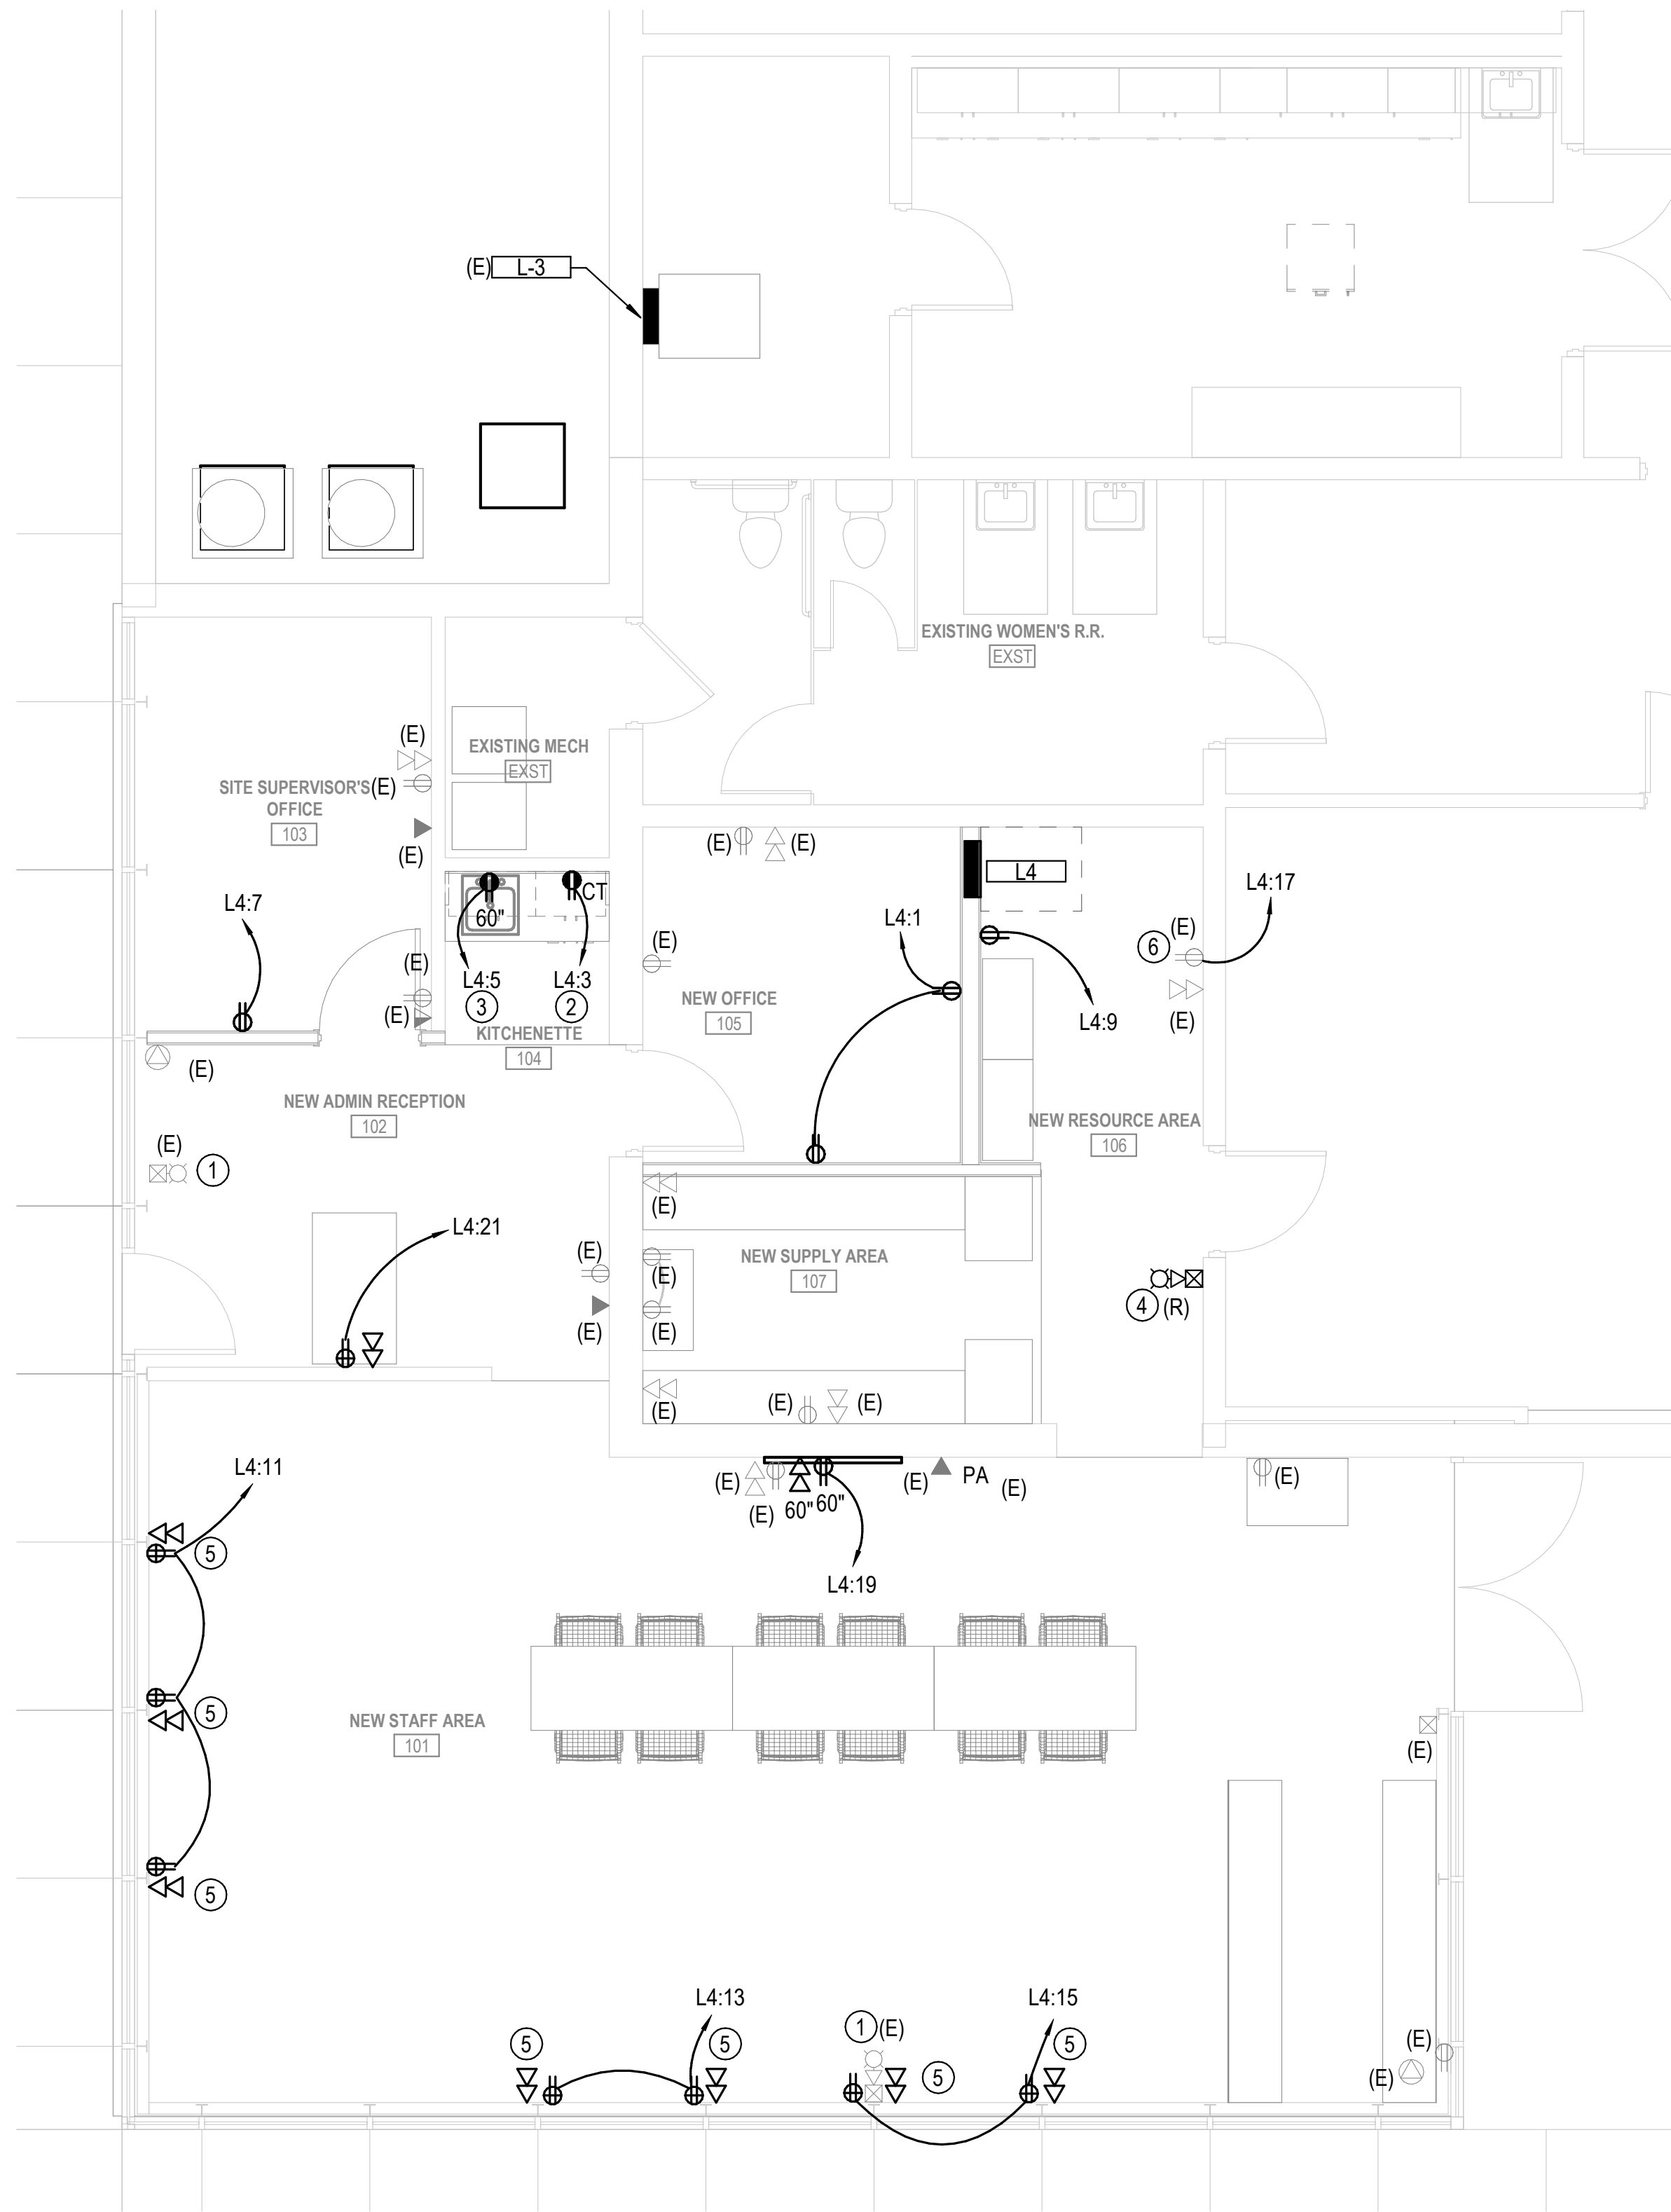 (E) L-3
EXISTING WOMEN'S R.R.
EXST
(E)
EXISTING MECH
EXST
SITE SUPERVISOR'S (E)
OFFICE
103
(E)
(E) (E)
L4
L4:7
CT
60"
L4:1
L4:17
(E)
(E)
6 (E)
L4:5 L4:3
3 2
NEW OFFICE
105
L4:9
(E)
(E)
KITCHENETTE
104
(E)
NEW ADMIN RECEPTION
102
NEW RESOURCE AREA
106
(E)
1
(E)
L4:21
(E)
NEW SUPPLY AREA
107
(E)
4 (R)
(E)
(E)
(E)
(E) (E)
L4:11
(E) (E) PA (E)
(E) 60" 60"
(E)
5
L4:19
5
NEW STAFF AREA
101
(E)
5
L4:13
L4:15
5
5
1 (E)
5
5
(E)
(E)